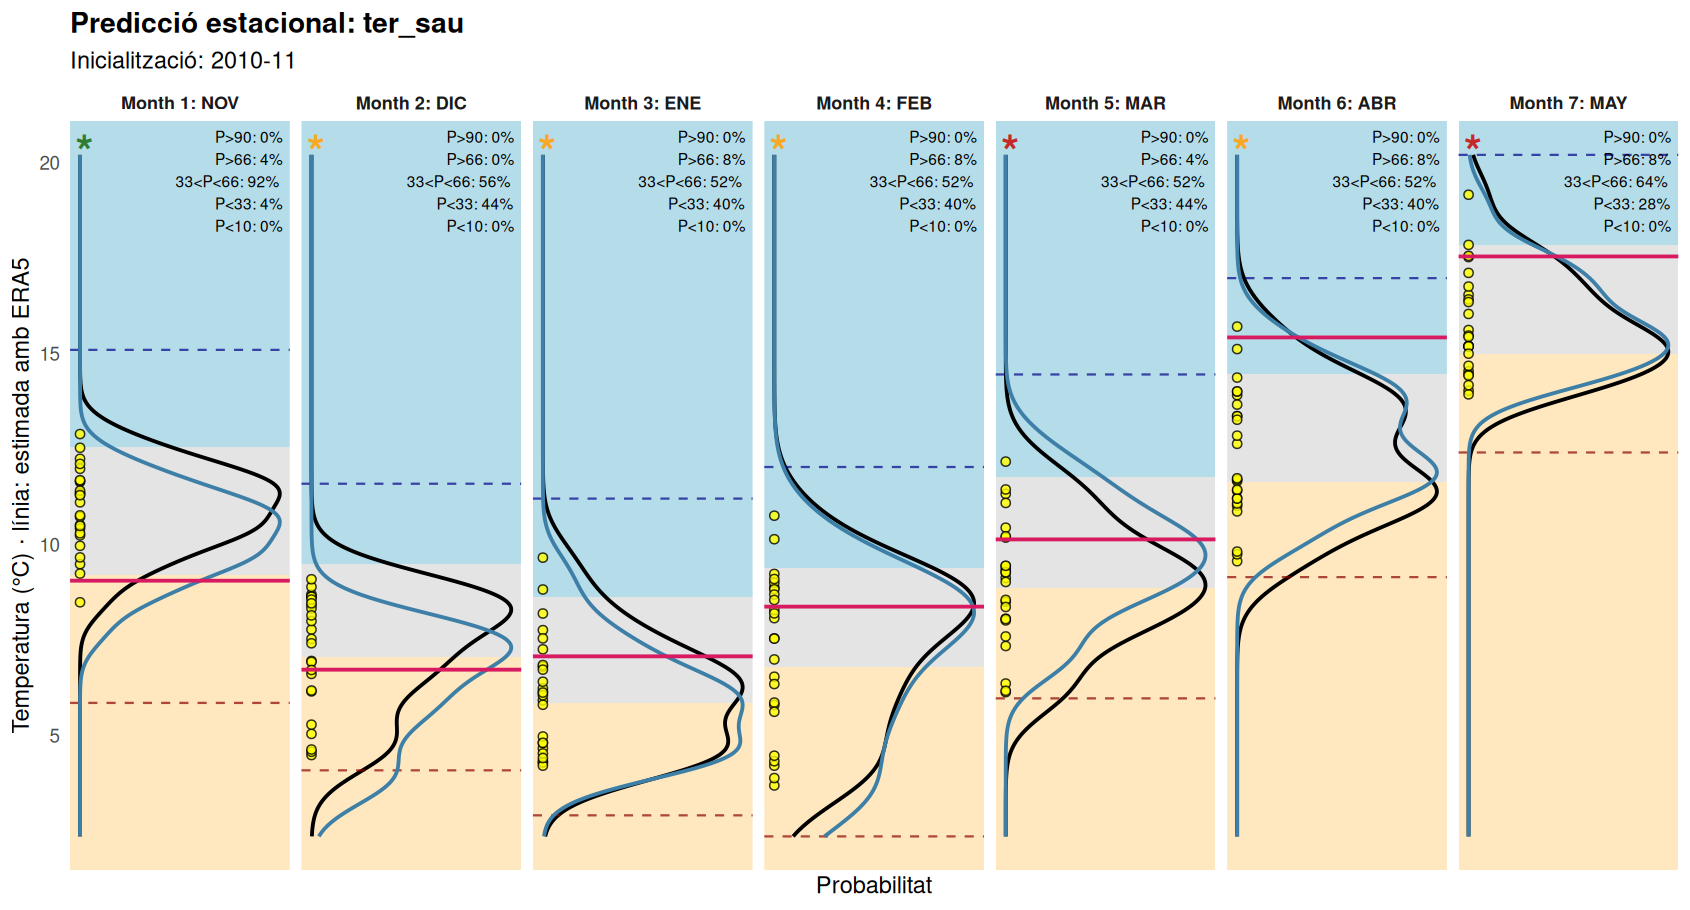 Predicció estacional: ter_sau
Inicialització: 2010-11
Month 1: NOV
Month 2: DIC
Month 3: ENE
Month 4: FEB
Month 5: MAR
Month 6: ABR
Month 7: MAY
*
P>90: 0%
P>66: 4%
33<P<66: 92%
P<33: 4%
P<10: 0%
*
P>90: 0%
P>66: 0%
33<P<66: 56%
P<33: 44%
P<10: 0%
*
P>90: 0%
P>66: 8%
33<P<66: 52%
P<33: 40%
P<10: 0%
*
P>90: 0%
P>66: 8%
33<P<66: 52%
P<33: 40%
P<10: 0%
*
P>90: 0%
P>66: 4%
33<P<66: 52%
P<33: 44%
P<10: 0%
*
P>90: 0%
P>66: 8%
33<P<66: 52%
P<33: 40%
P<10: 0%
*
P>90: 0%
P>66: 8%
33<P<66: 64%
P<33: 28%
P<10: 0%
20
15
10
5
Temperatura (°C) · línia: estimada amb ERA5
Probabilitat